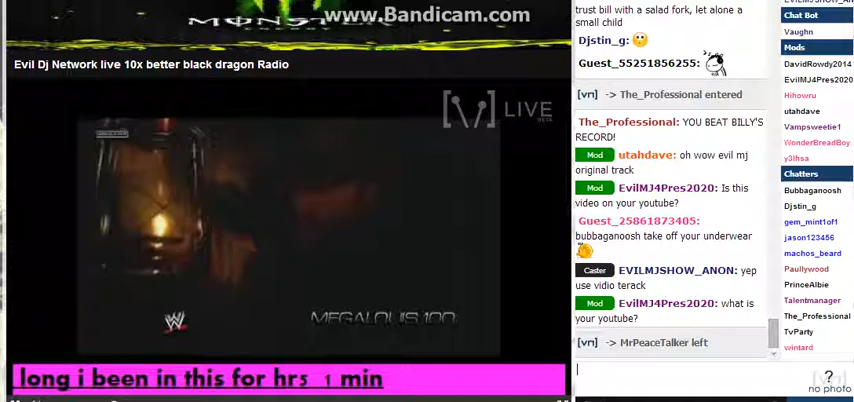 www.Bandicam.com
MONSTER
ENERGY
Evil Dj Network live 10x better black dragon Radio
LIVE
BETA
W
MEGALOUIS100
long i been in this for hrs 1 min
trust bill with a salad fork, let alone a
small child
Djstin_g:
Guest_55251856255:
[vn] -> The_Professional entered
The_Professional: YOU BEAT BILLY'S
RECORD!
Mod utahdave: oh wow evil mj
original track
Mod EvilMJ4Pres2020: Is this
video on your youtube?
Guest_25861873405:
bubbaganoosh take off your underwear
Caster EVILMJSHOW_ANON: yep
use vidio terack
Mod EvilMJ4Pres2020: what is
your youtube?
[vn] -> MrPeaceTalker left
?
no photo
Chat Bot
Vaughn
Mods
DavidRowdy2014
EvilMJ4Pres2020
Hihowru
utahdave
Vampsweetie1
WonderBreadBoy
y3lhsa
Chatters
Bubbaganoosh
Djstin_g
gem_mint1of1
jason123456
machos_beard
Paullywood
PrinceAlbie
Talentmanager
The_Professional
TvParty
wintard